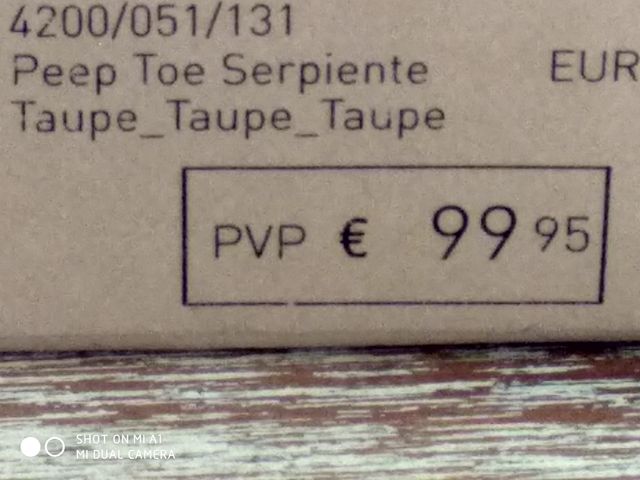 4200/051/131
Peep Toe Serpiente EUR
Taupe_Taupe_Taupe
PVP € 99 95
SHOT ON MI A1
MI DUAL CAMERA